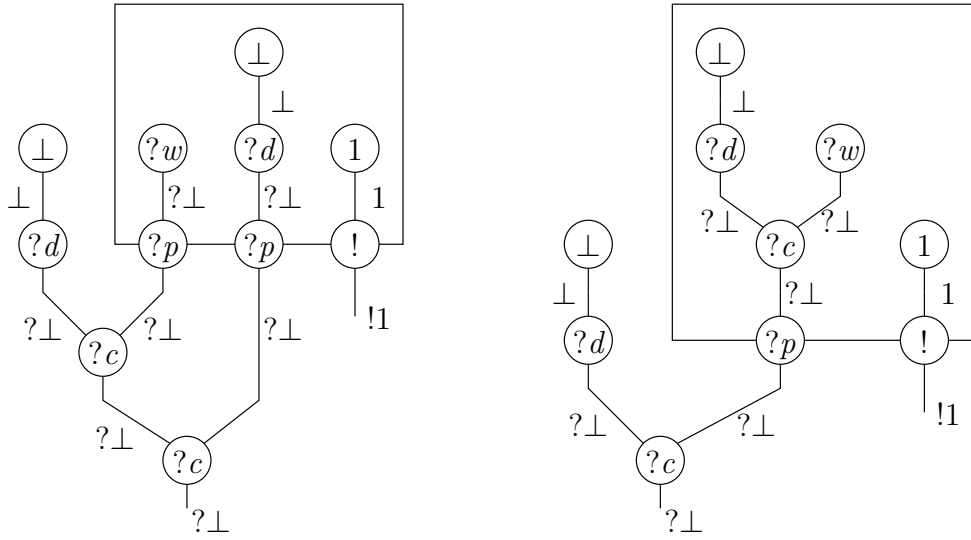 ⊥ ⊥
⊥ ⊥
⊥ ?w ?d 1 ?d ?w
⊥ ?⊥ ?⊥ 1 ?⊥ ?⊥
?d ?p ?p ! ⊥ ?c 1
⊥ ?⊥ 1
!1
?⊥ ?⊥ ?⊥ ?d ?p !
?c
?⊥ ?⊥ ?⊥ !1
?c ?c
?⊥ ?⊥